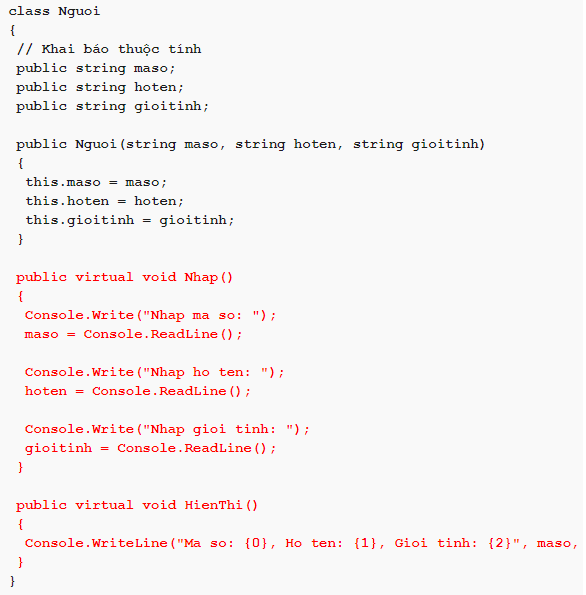 class Nguoi
{
// Khai báo thuộc tính
public string maso;
public string hoten;
public string gioitinh;
public Nguoi(string maso, string hoten, string gioitinh)
{
this.maso = maso;
this.hoten = hoten;
this.gioitinh = gioitinh;
}
public virtual void Nhap()
{
Console.Write("Nhap ma so: ");
maso = Console.ReadLine();
Console.Write("Nhap ho ten: ");
hoten = Console.ReadLine();
Console.Write("Nhap gioi tinh: ");
gioitinh = Console.ReadLine();
}
public virtual void HienThi()
{
Console.WriteLine("Ma so: {0}, Ho ten: {1}, Gioi tinh: {2}", maso,
}
}